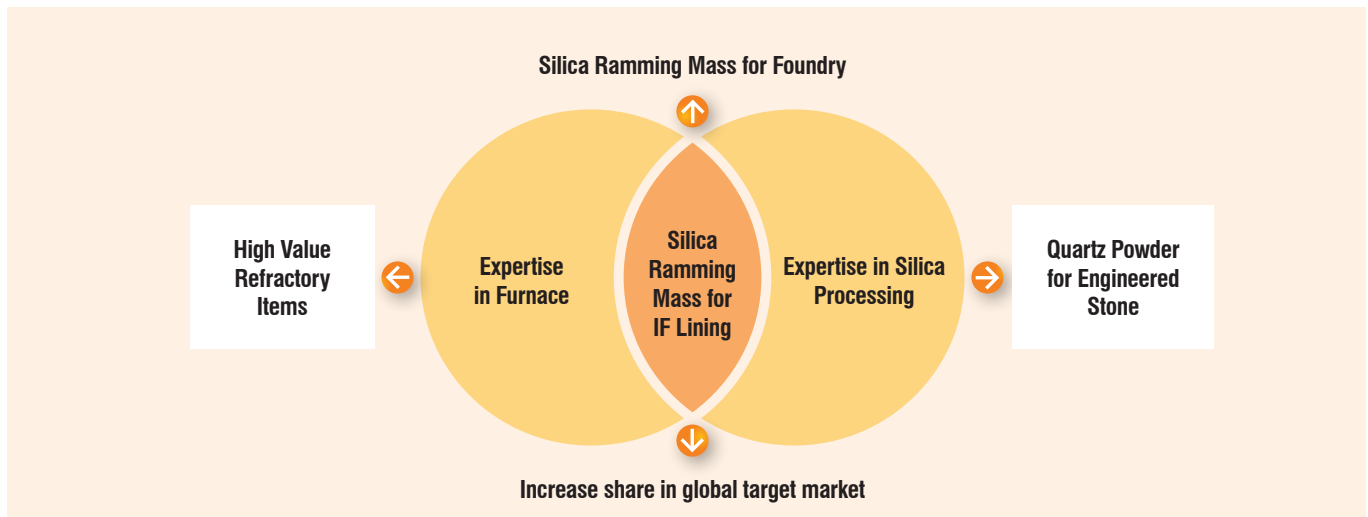 Silica Ramming Mass for Foundry
High Value
Refractory
Items
Expertise
in Furnace
Silica
Ramming
Mass for
IF Lining
Expertise in Silica
Processing
Quartz Powder
for Engineered
Stone
Increase share in global target market